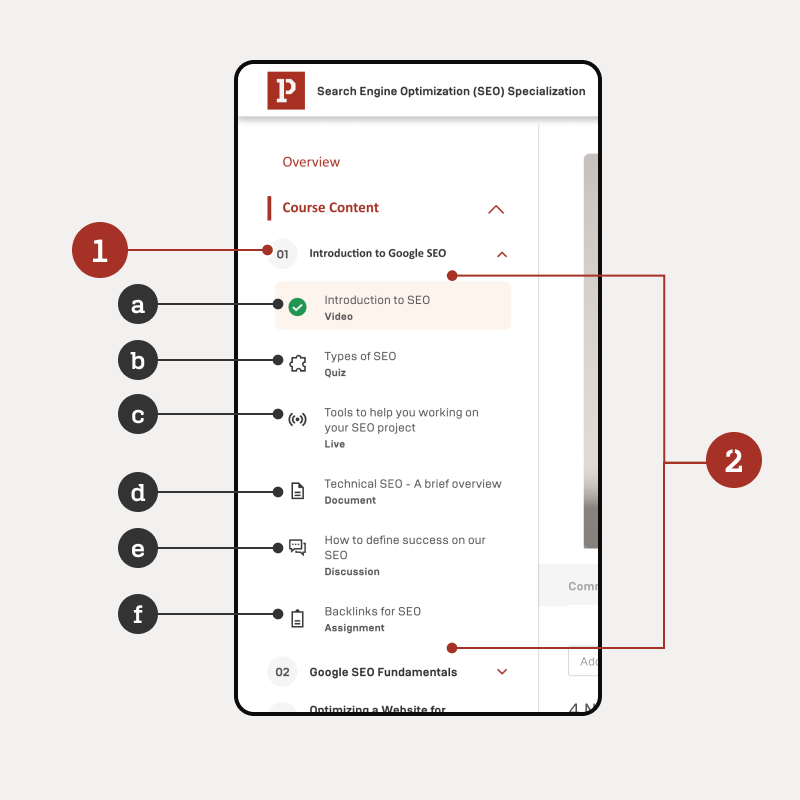 P
Search Engine Optimization (SEO) Specialization
Overview
Course Content
1
01
Introduction to Google SEO
a
Introduction to SEO
Video
b
Types of SEO
Quiz
c
Tools to help you working on
your SEO project
Live
2
d
Technical SEO - A brief overview
Document
e
How to define success on our
SEO
Discussion
f
Backlinks for SEO
Assignment
02
Google SEO Fundamentals
Optimizing a Website for